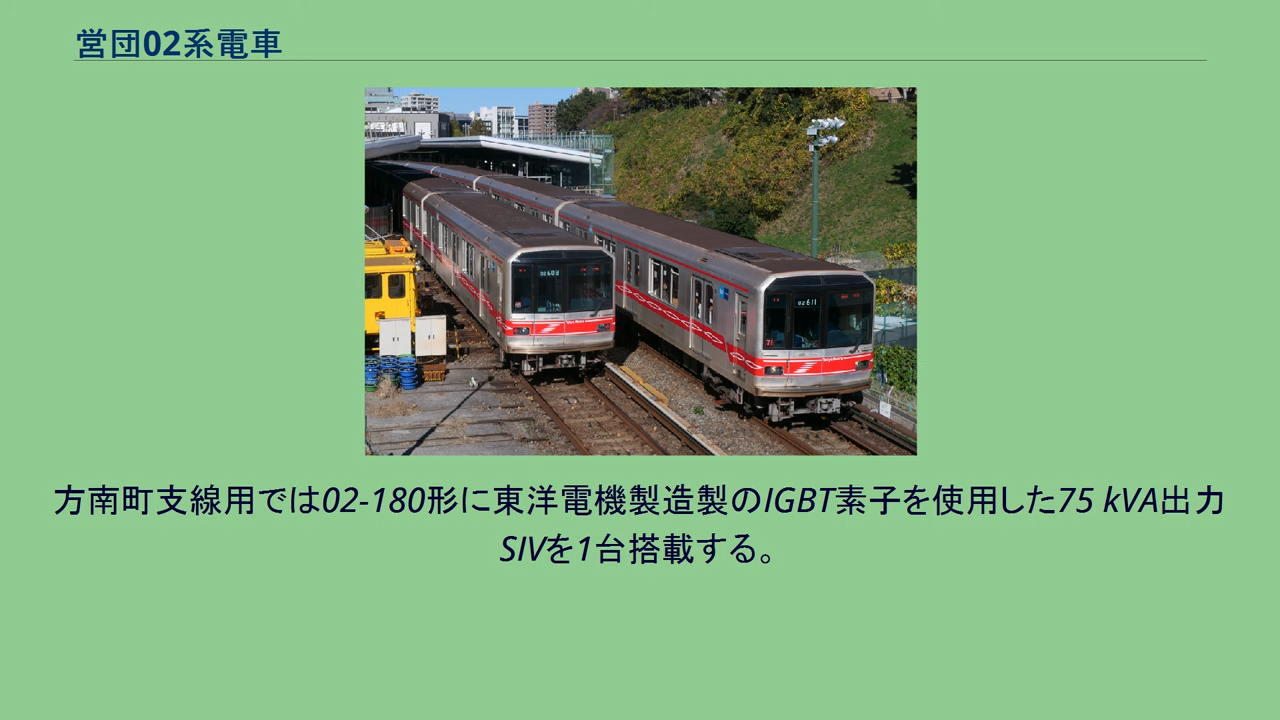 営団02系電車
02603
02611
方南町支線用では02-180形に東洋電機製造製のIGBT素子を使用した75 kVA出力
SIVを1台搭載する。